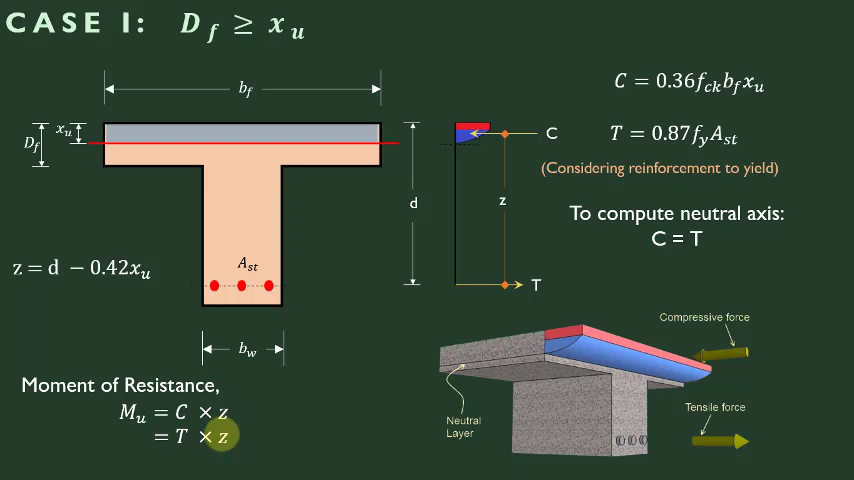 CASE I: D_f ≥ x_u
b_f
x_u
D_f
A_st
z = d − 0.42x_u
b_w
d
C
z
T
C = 0.36f_ck b_f x_u
T = 0.87f_y A_st
(Considering reinforcement to yield)
To compute neutral axis:
C = T
Moment of Resistance,
M_u = C × z
= T × z
Compressive force
Neutral
Layer
Tensile force